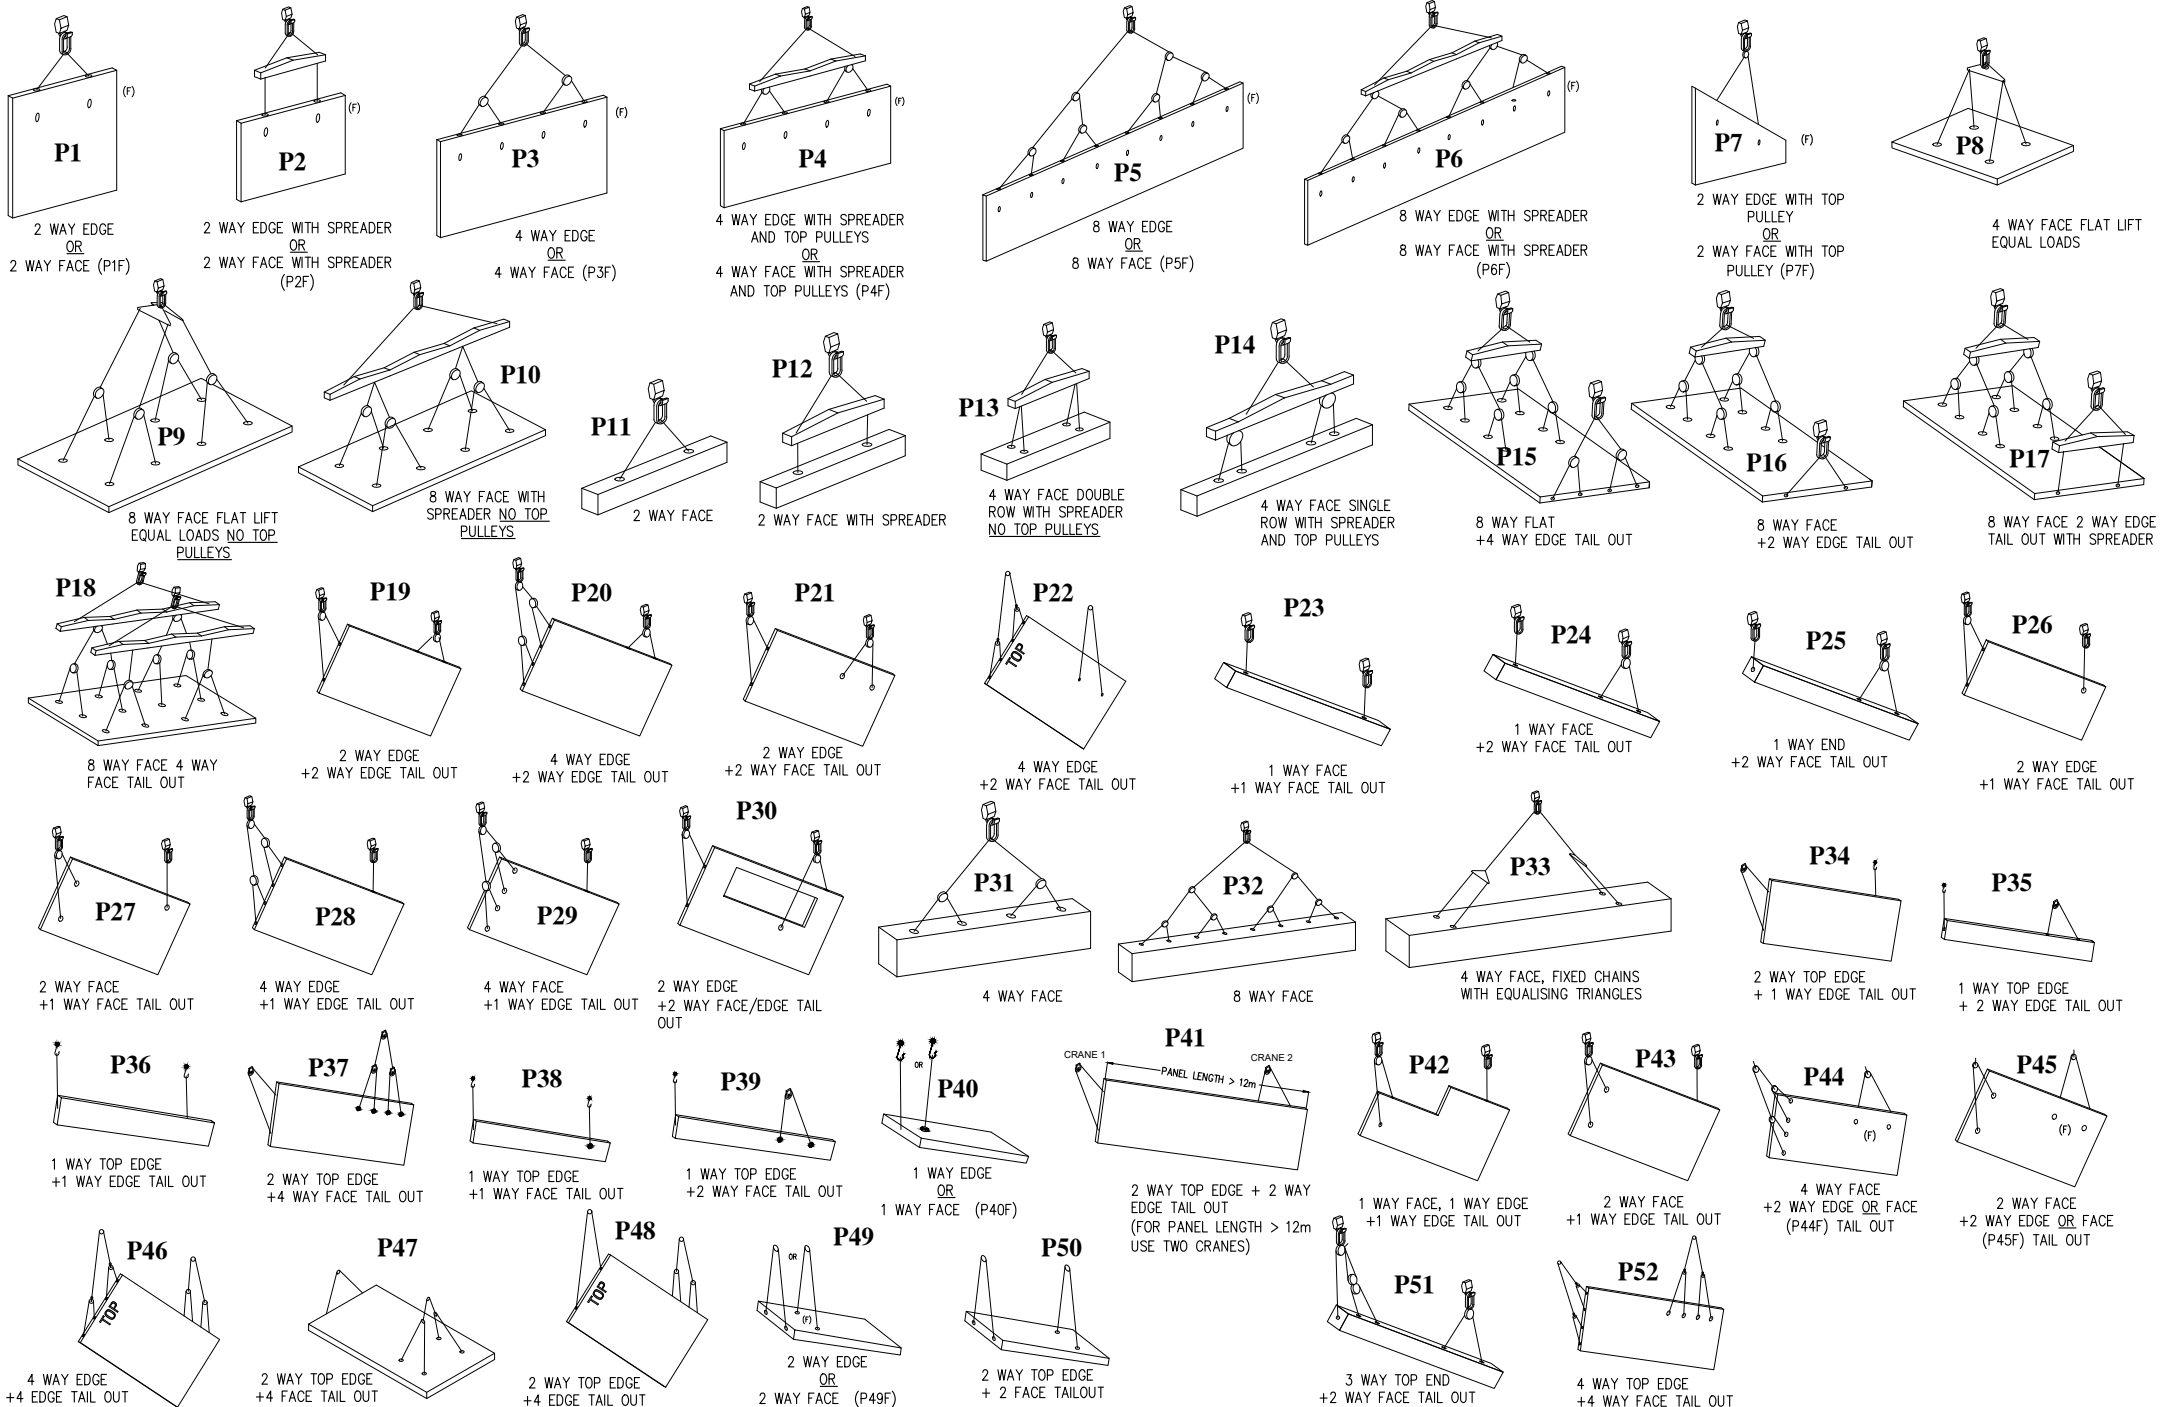 P1
(F)
2 WAY EDGE
OR
2 WAY FACE (P1F)
P2
(F)
2 WAY EDGE WITH SPREADER
OR
2 WAY FACE WITH SPREADER
(P2F)
P3
(F)
4 WAY EDGE
OR
4 WAY FACE (P3F)
P4
(F)
4 WAY EDGE WITH SPREADER
AND TOP PULLEYS
OR
4 WAY FACE WITH SPREADER
AND TOP PULLEYS (P4F)
P5
(F)
8 WAY EDGE
OR
8 WAY FACE (P5F)
P6
(F)
8 WAY EDGE WITH SPREADER
OR
8 WAY FACE WITH SPREADER
(P6F)
P7
(F)
2 WAY EDGE WITH TOP
PULLEY
OR
2 WAY FACE WITH TOP
PULLEY (P7F)
P8
4 WAY FACE FLAT LIFT
EQUAL LOADS
P9
8 WAY FACE FLAT LIFT
EQUAL LOADS NO TOP
PULLEYS
P10
8 WAY FACE WITH
SPREADER NO TOP
PULLEYS
P11
2 WAY FACE
P12
2 WAY FACE WITH SPREADER
P13
4 WAY FACE DOUBLE
ROW WITH SPREADER
NO TOP PULLEYS
P14
4 WAY FACE SINGLE
ROW WITH SPREADER
AND TOP PULLEYS
P15
8 WAY FLAT
+4 WAY EDGE TAIL OUT
P16
8 WAY FACE
+2 WAY EDGE TAIL OUT
P17
8 WAY FACE 2 WAY EDGE
TAIL OUT WITH SPREADER
P18
8 WAY FACE 4 WAY
FACE TAIL OUT
P19
2 WAY EDGE
+2 WAY EDGE TAIL OUT
P20
4 WAY EDGE
+2 WAY EDGE TAIL OUT
P21
2 WAY EDGE
+2 WAY FACE TAIL OUT
P22
TOP
4 WAY EDGE
+2 WAY FACE TAIL OUT
P23
1 WAY FACE
+1 WAY FACE TAIL OUT
P24
1 WAY FACE
+2 WAY FACE TAIL OUT
P25
1 WAY END
+2 WAY FACE TAIL OUT
P26
2 WAY EDGE
+1 WAY FACE TAIL OUT
P27
2 WAY FACE
+1 WAY FACE TAIL OUT
P28
4 WAY EDGE
+1 WAY EDGE TAIL OUT
P29
4 WAY FACE
+1 WAY EDGE TAIL OUT
P30
2 WAY EDGE
+2 WAY FACE/EDGE TAIL
OUT
P31
4 WAY FACE
P32
8 WAY FACE
P33
4 WAY FACE, FIXED CHAINS
WITH EQUALISING TRIANGLES
P34
2 WAY TOP EDGE
+ 1 WAY EDGE TAIL OUT
P35
1 WAY TOP EDGE
+ 2 WAY EDGE TAIL OUT
P36
1 WAY TOP EDGE
+1 WAY EDGE TAIL OUT
P37
2 WAY TOP EDGE
+4 WAY FACE TAIL OUT
P38
1 WAY TOP EDGE
+1 WAY FACE TAIL OUT
P39
1 WAY TOP EDGE
+2 WAY FACE TAIL OUT
OR
P40
1 WAY EDGE
OR
1 WAY FACE (P40F)
P41
CRANE 1
CRANE 2
PANEL LENGTH > 12m
2 WAY TOP EDGE + 2 WAY
EDGE TAIL OUT
(FOR PANEL LENGTH > 12m
USE TWO CRANES)
P42
1 WAY FACE, 1 WAY EDGE
+1 WAY EDGE TAIL OUT
P43
2 WAY FACE
+1 WAY EDGE TAIL OUT
P44
(F)
4 WAY FACE
+2 WAY EDGE OR FACE
(P44F) TAIL OUT
P45
(F)
2 WAY FACE
+2 WAY EDGE OR FACE
(P45F) TAIL OUT
P46
TOP
4 WAY EDGE
+4 EDGE TAIL OUT
P47
2 WAY TOP EDGE
+4 FACE TAIL OUT
P48
TOP
2 WAY TOP EDGE
+4 EDGE TAIL OUT
P49
OR
(F)
2 WAY EDGE
OR
2 WAY FACE (P49F)
P50
2 WAY TOP EDGE
+ 2 FACE TAILOUT
P51
3 WAY TOP END
+2 WAY FACE TAIL OUT
P52
4 WAY TOP EDGE
+4 WAY FACE TAIL OUT